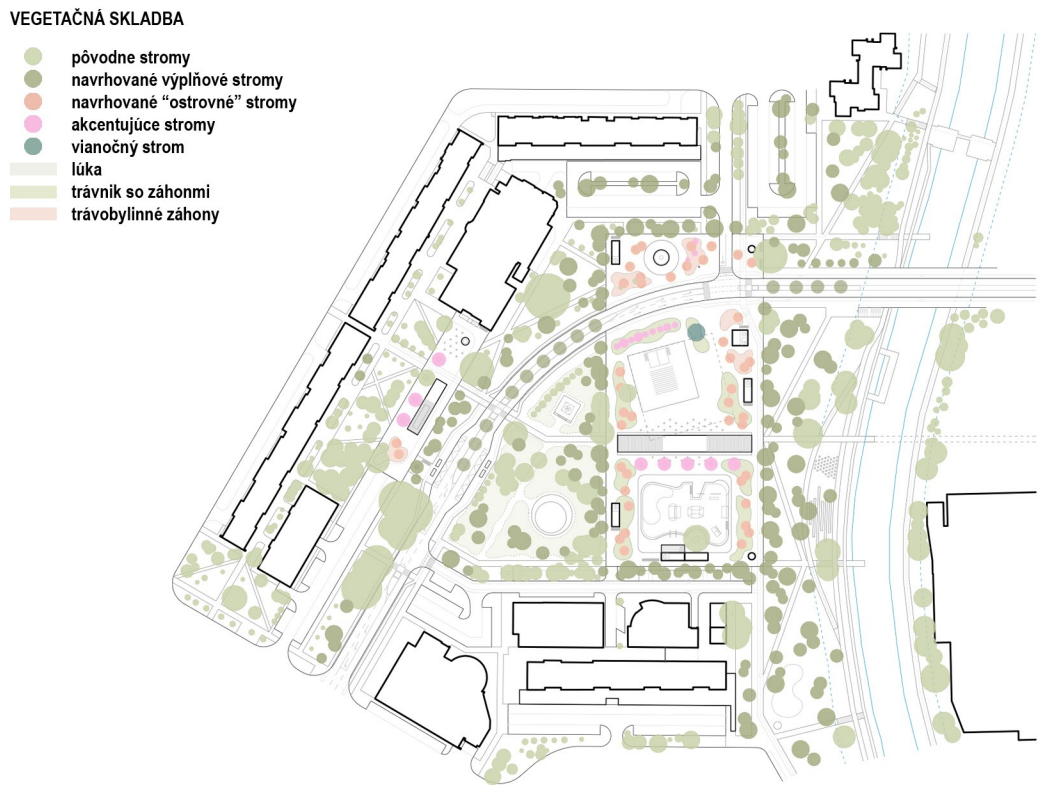 VEGETAČNÁ SKLADBA
pôvodne stromy
navrhované výplňové stromy
navrhované “ostrovné” stromy
akcentujúce stromy
vianočný strom
lúka
trávnik so záhonmi
trávobylinné záhony